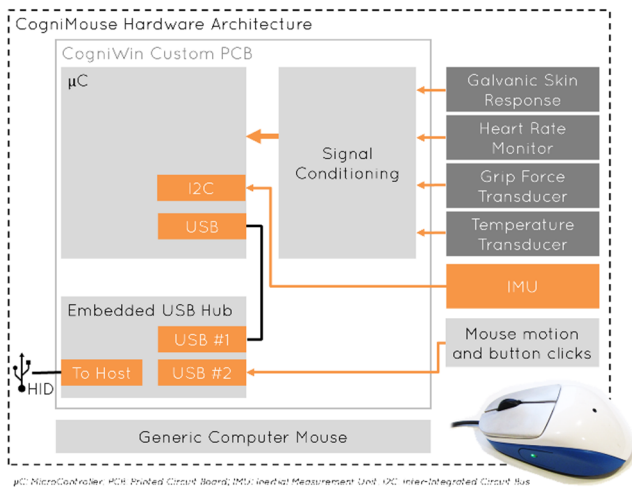 CogniMouse Hardware Architecture
CogniWin Custom PCB
µC
Signal
Conditioning
I2C
USB
Galvanic Skin
Response
Heart Rate
Monitor
Grip Force
Transducer
Temperature
Transducer
IMU
Embedded USB Hub
USB #1
To Host
USB #2
HID
Mouse motion
and button clicks
Generic Computer Mouse
µC: MicroController; PCB: Printed Circuit Board; IMU: Inertial Measurement Unit; I2C: Inter-Integrated Circuit Bus